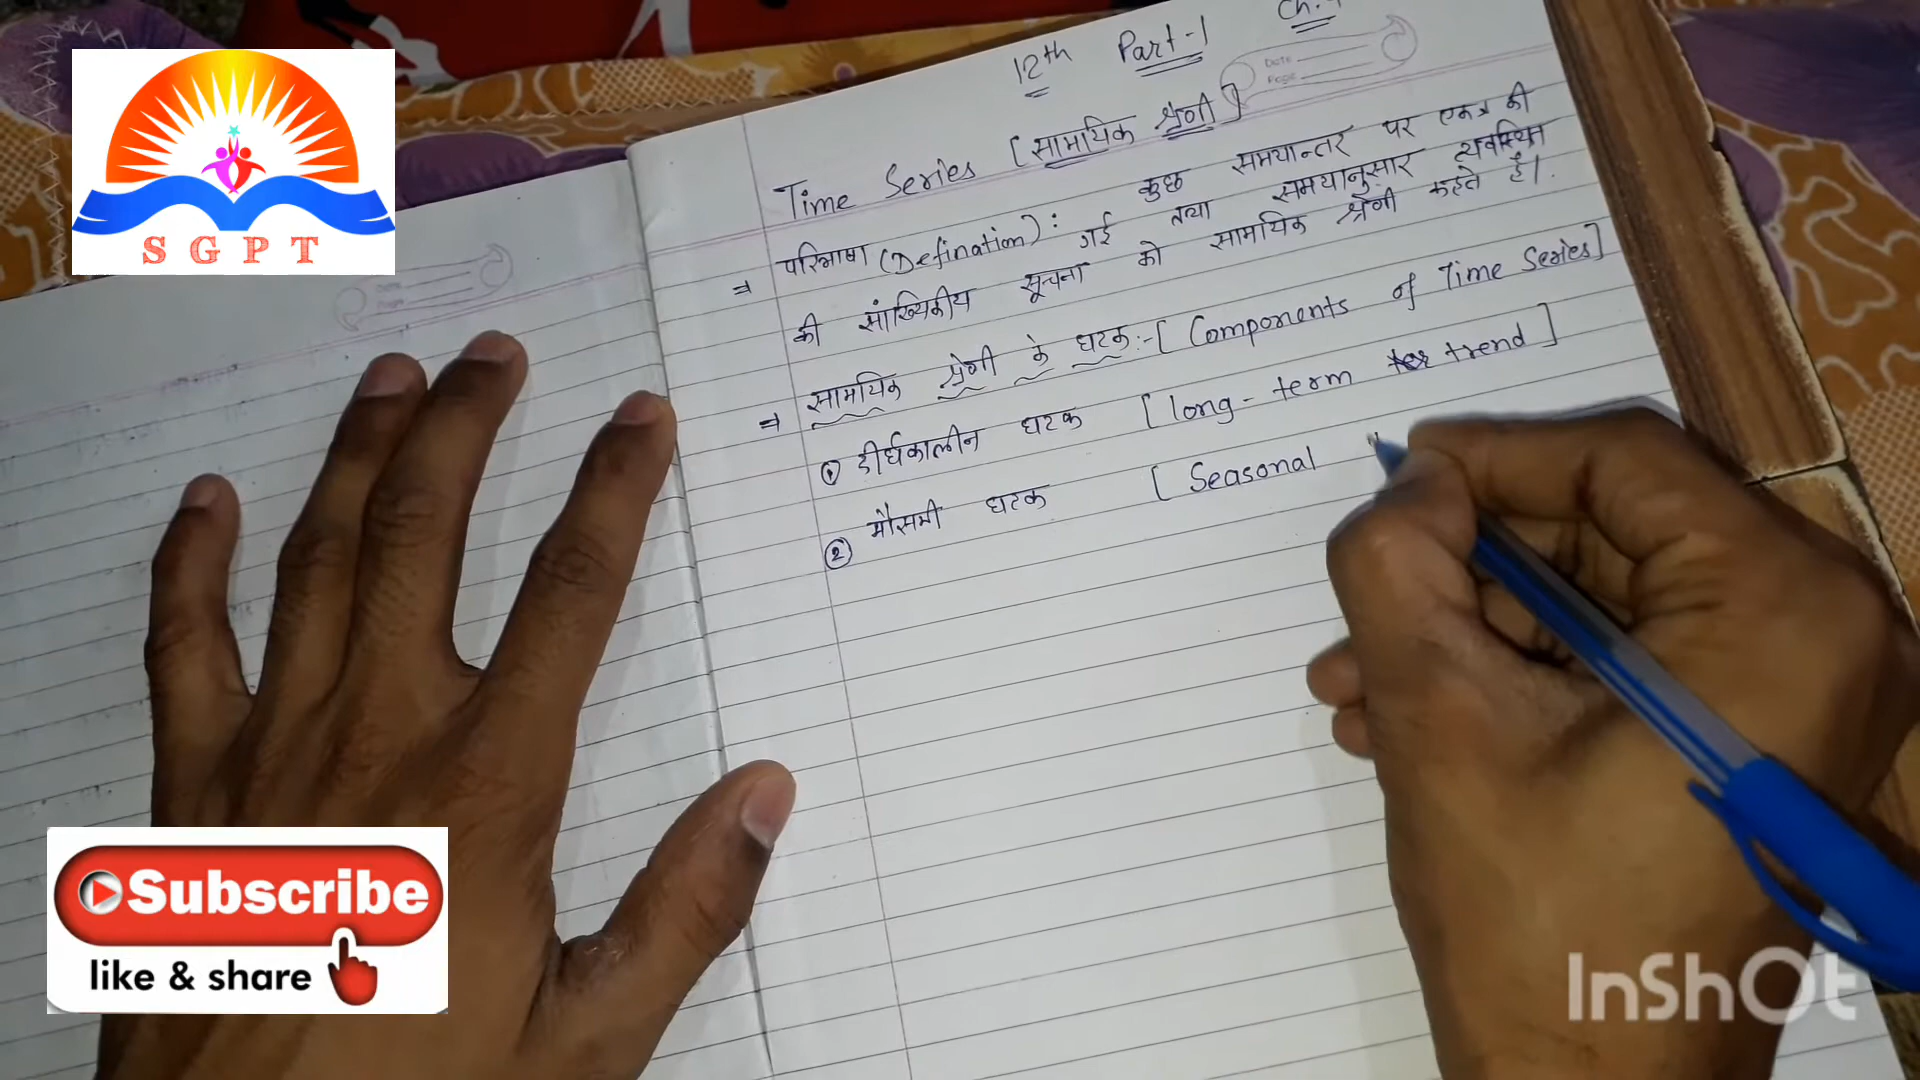 SGPT
12th Part-1 Ch.
Time Series [सामयिक श्रेणी]
Date
Page
⇒ परिभाषा (Defination): कुछ समयान्तर पर एकत्र की
गई तथा समयानुसार व्यवस्थित
की सांख्यिकीय सूचना को सामयिक श्रेणी कहते हैं।
⇒ सामयिक श्रेणी के घटक:- [Components of Time Series]
① दीर्घकालीन घटक [long-term trend]
② मौसमी घटक [Seasonal
Subscribe
like & share
InShOt